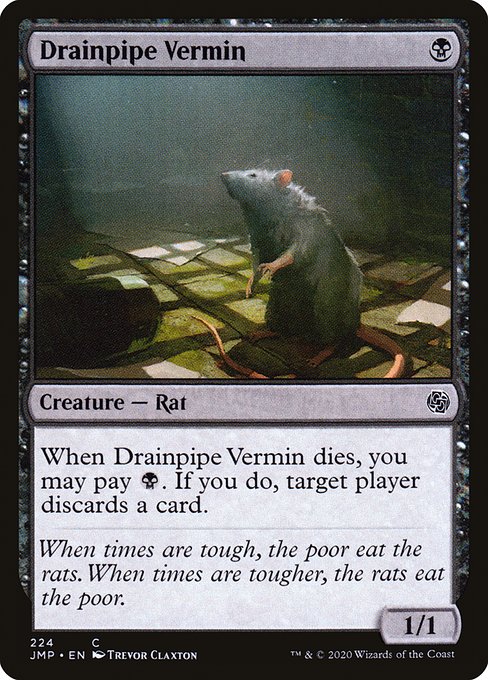 Drainpipe Vermin
Creature — Rat
When Drainpipe Vermin dies, you
may pay. If you do, target player
discards a card.
When times are tough, the poor eat the
rats. When times are tougher, the rats eat
the poor.
1/1
224 C
JMP • EN TREVOR CLAXTON
™ & © 2020 Wizards of the Coast